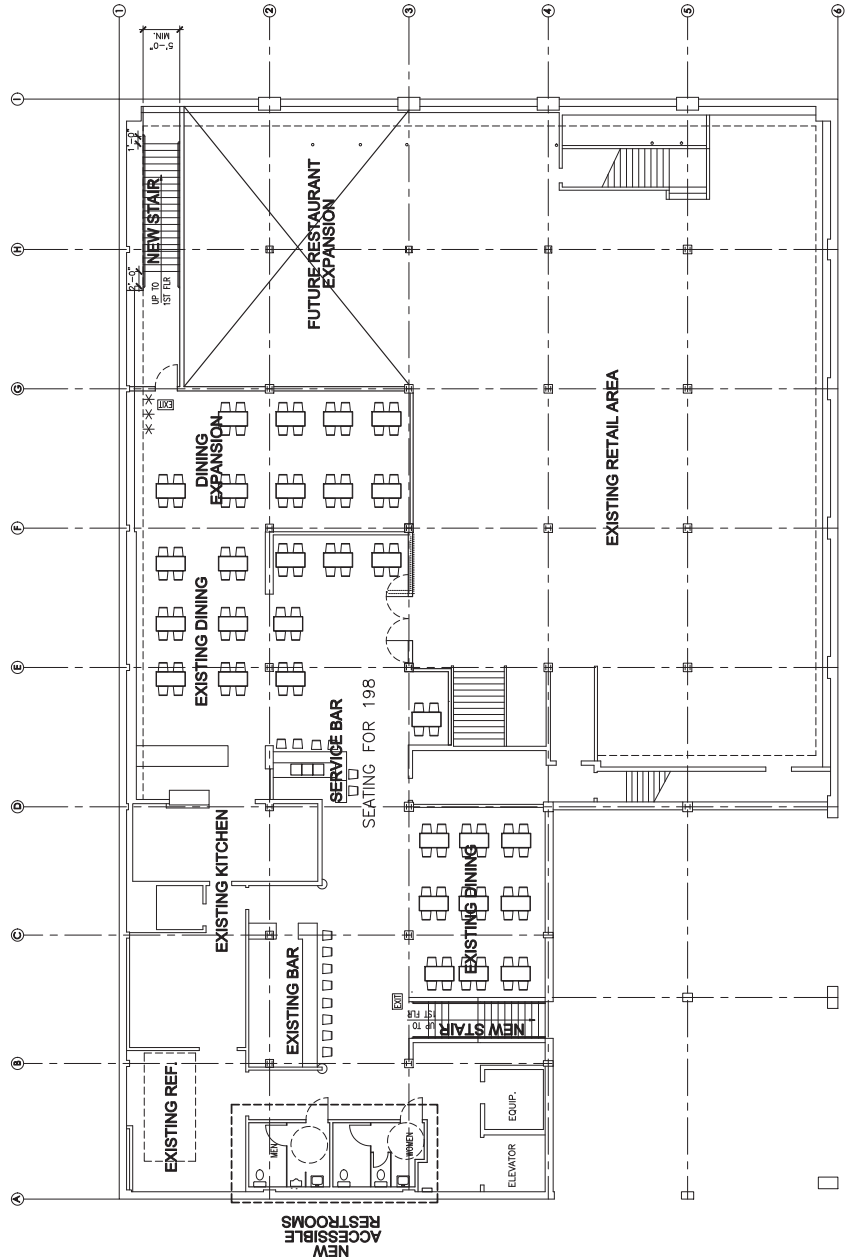 1
2
3
4
5
6
I
H
G
F
E
D
C
B
A
5'-0"
MIN.
1'-0"
NEW STAIR
2'-0"
UP TO
1ST FLR
FUTURE RESTAURANT
EXPANSION
EXIT
DINING
EXPANSION
EXISTING RETAIL AREA
EXISTING DINING
SERVICE BAR
SEATING FOR 198
EXISTING KITCHEN
EXISTING DINING
EXISTING BAR
EXIT
UP TO
1ST FLR
NEW STAIR
EXISTING REF.
MEN
WOMEN
EQUIP.
ELEVATOR
NEW
ACCESSIBLE
RESTROOMS